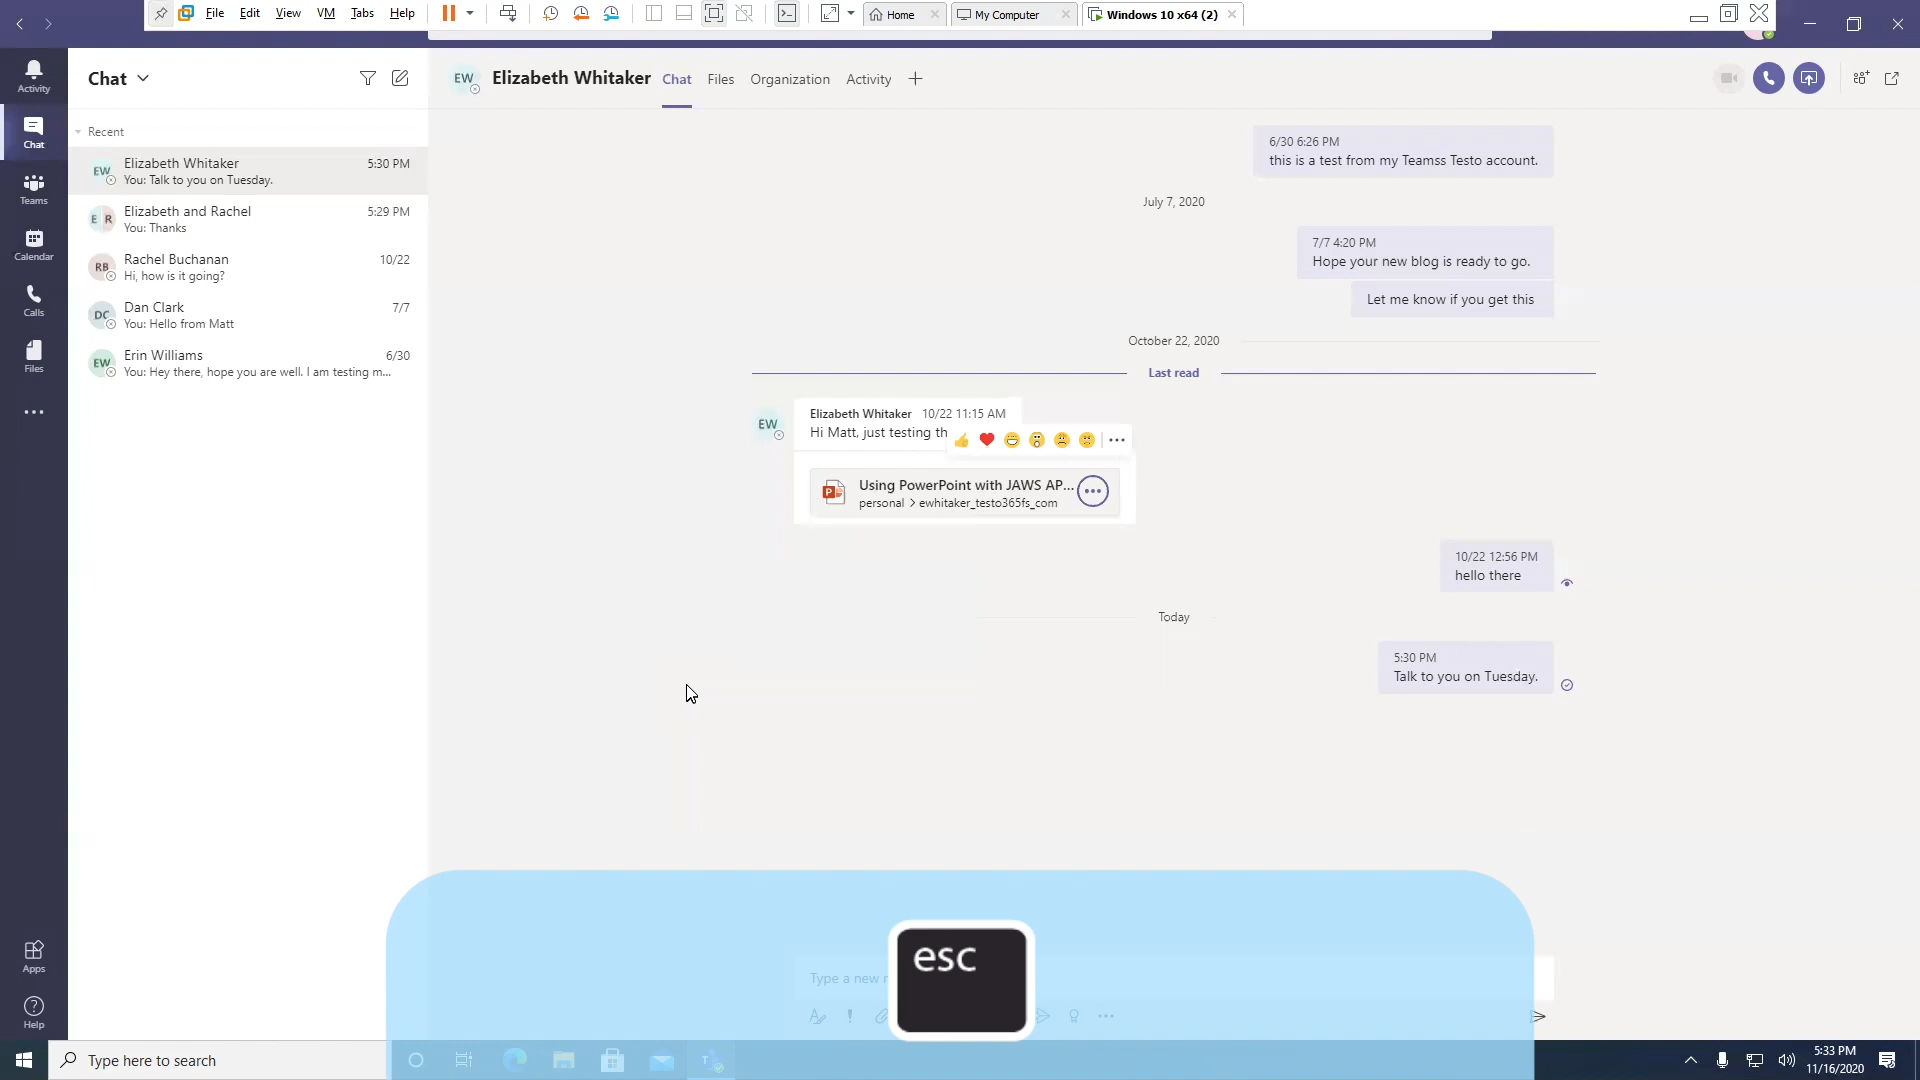 File Edit View VM Tabs Help
Home
My Computer
Windows 10 x64 (2)
Activity
Chat
Teams
Calendar
Calls
Files
Apps
Help
Chat
Recent
EW Elizabeth Whitaker 5:30 PM
You: Talk to you on Tuesday.
E R Elizabeth and Rachel 5:29 PM
You: Thanks
RB Rachel Buchanan 10/22
Hi, how is it going?
DC Dan Clark 7/7
You: Hello from Matt
EW Erin Williams 6/30
You: Hey there, hope you are well. I am testing m...
EW Elizabeth Whitaker Chat Files Organization Activity
6/30 6:26 PM
this is a test from my Teamss Testo account.
July 7, 2020
7/7 4:20 PM
Hope your new blog is ready to go.
Let me know if you get this
October 22, 2020
Last read
EW Elizabeth Whitaker 10/22 11:15 AM
Hi Matt, just testing th
Using PowerPoint with JAWS AP...
personal > ewhitaker_testo365fs_com
10/22 12:56 PM
hello there
Today
5:30 PM
Talk to you on Tuesday.
Type a new
esc
Type here to search
5:33 PM
11/16/2020